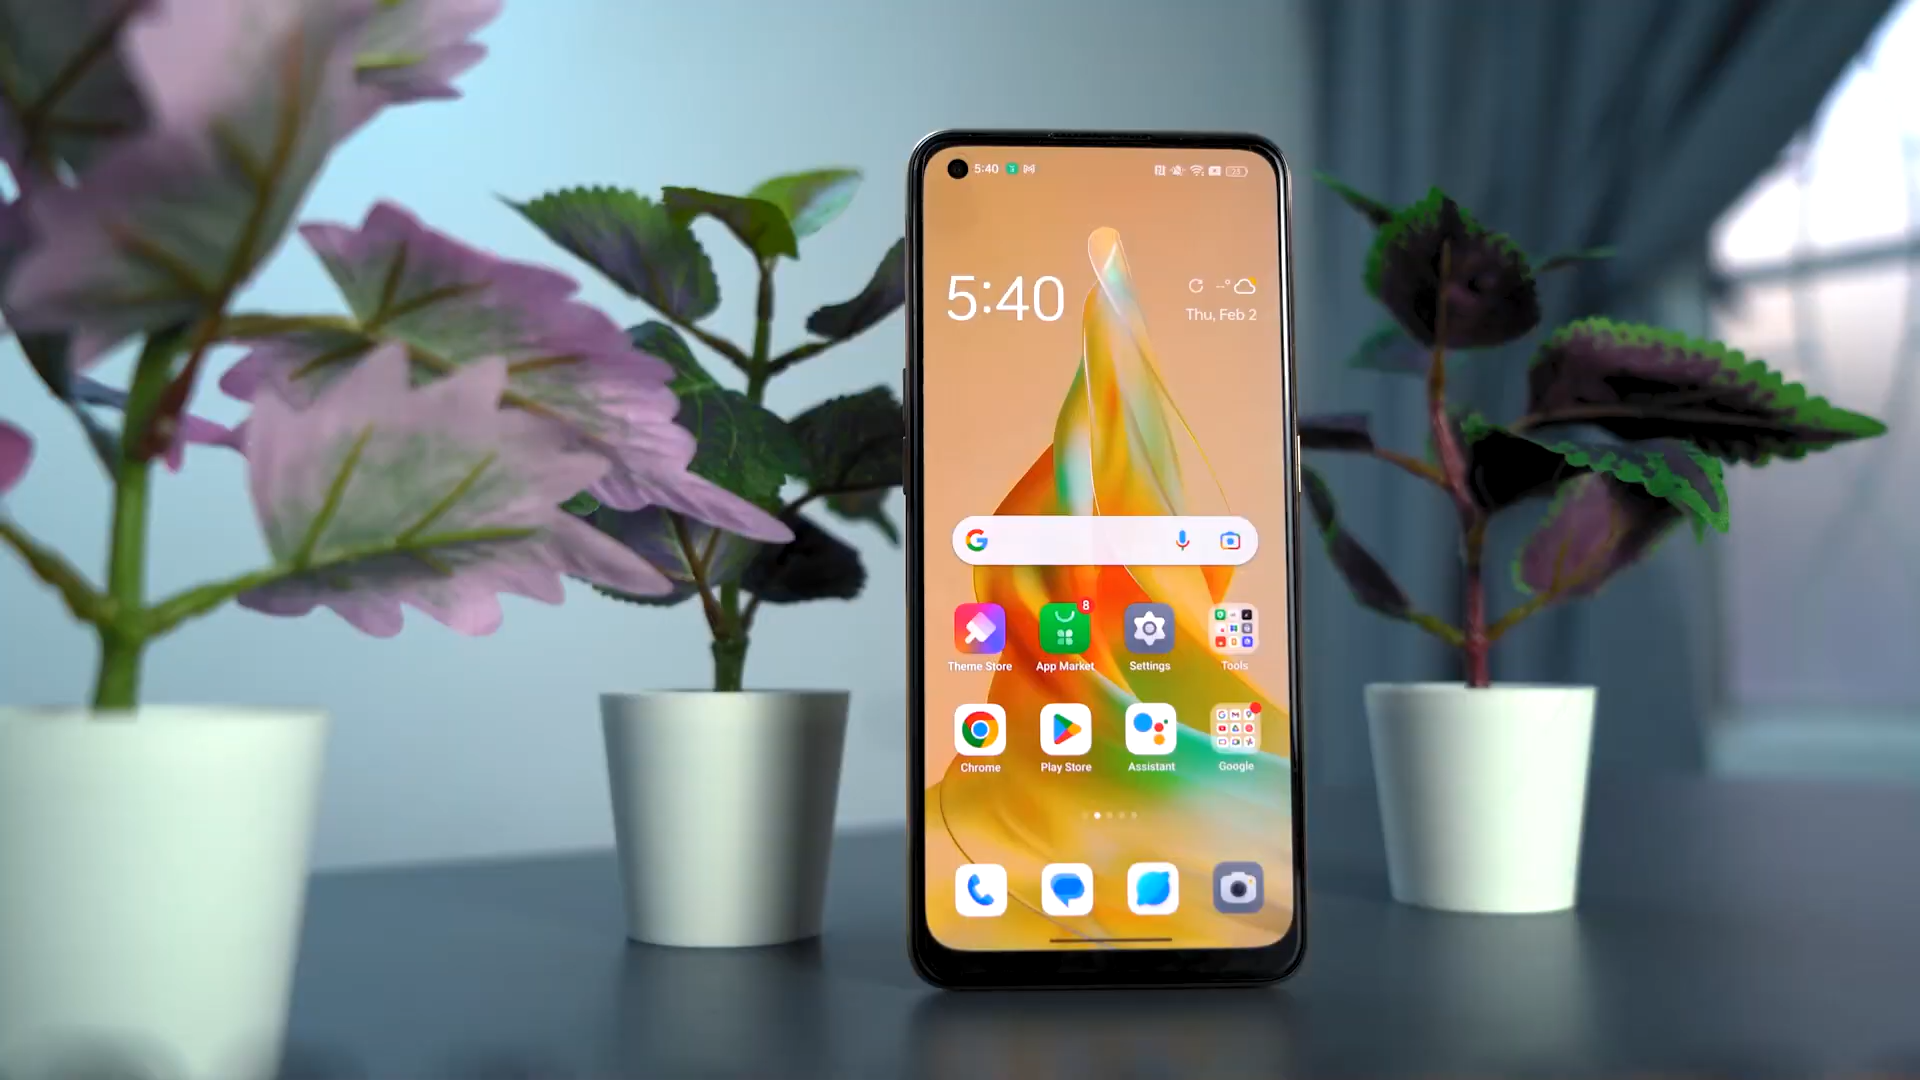 5:40
23
5:40
--°
Thu, Feb 2
G
8
Theme Store
App Market
Settings
Tools
Chrome
Play Store
Assistant
Google